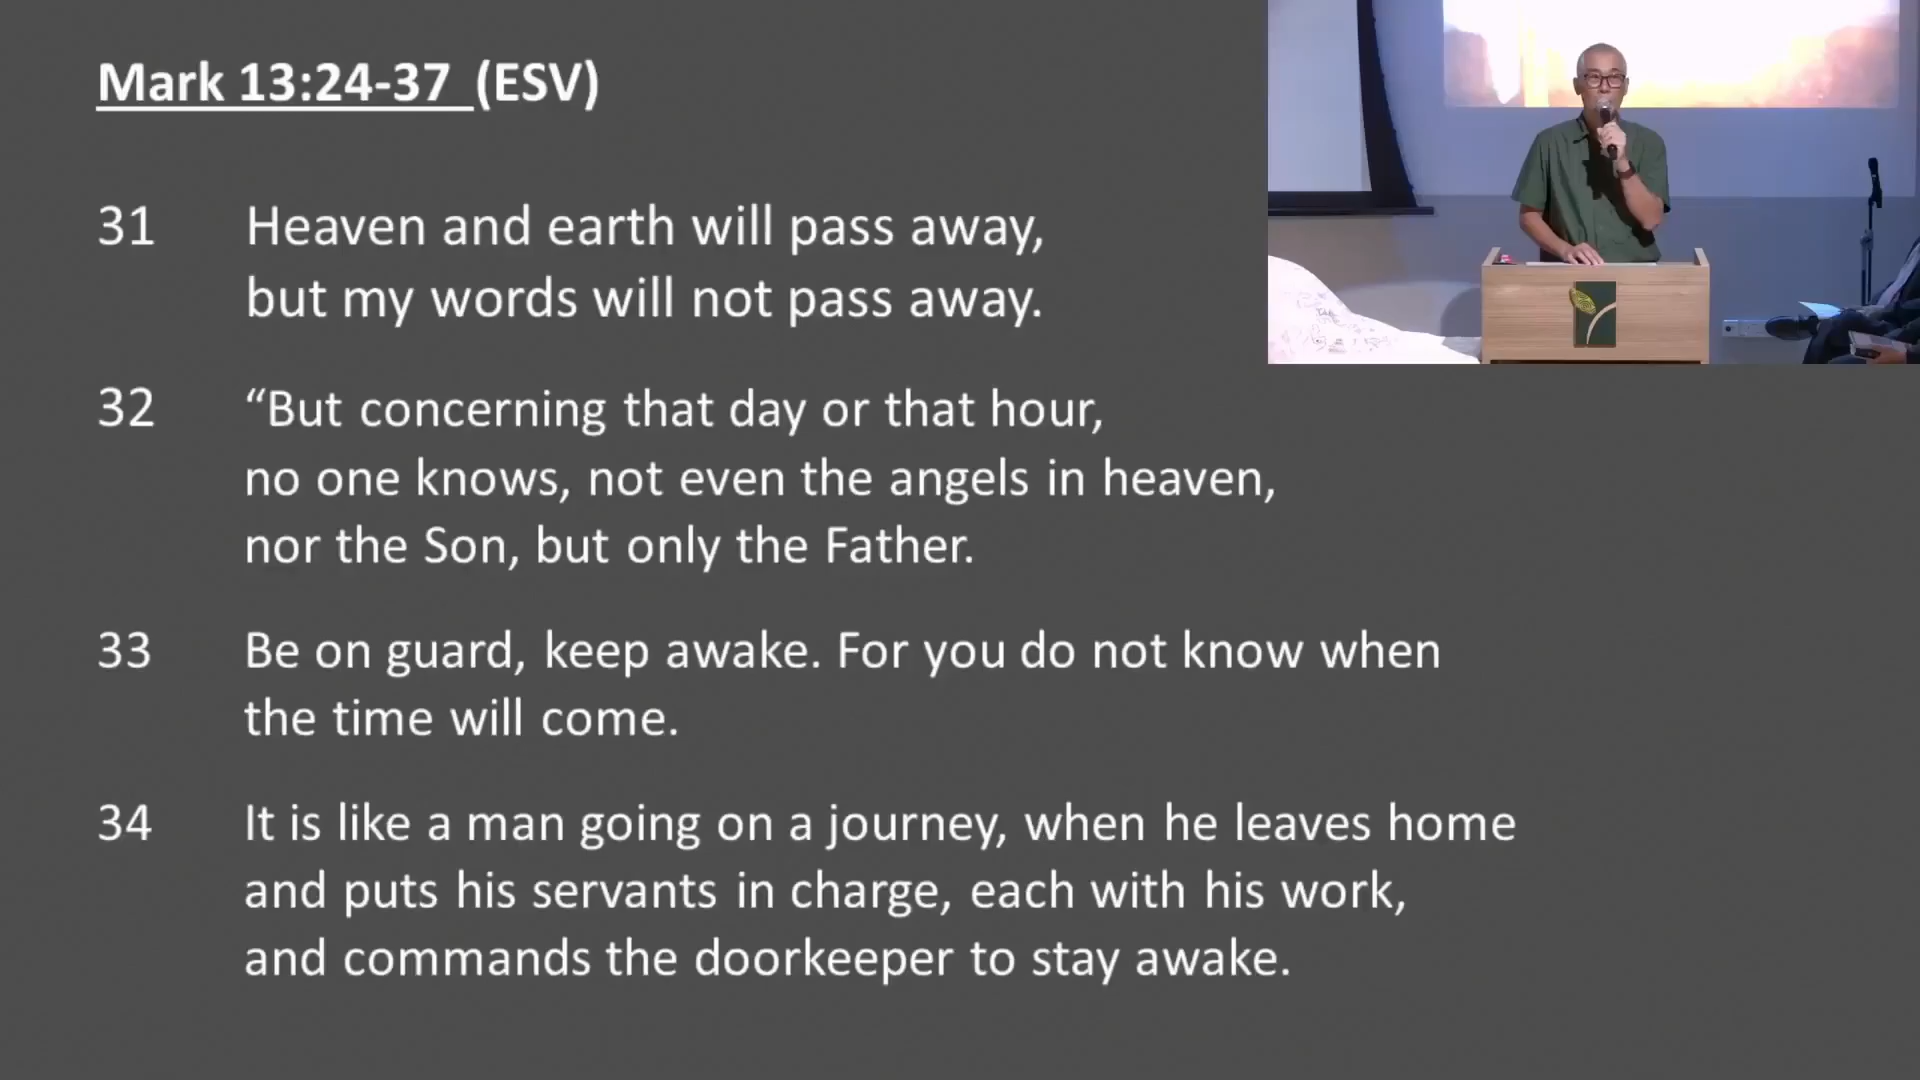 Mark 13:24-37 (ESV)
31 Heaven and earth will pass away,
but my words will not pass away.
32 “But concerning that day or that hour,
no one knows, not even the angels in heaven,
nor the Son, but only the Father.
33 Be on guard, keep awake. For you do not know when
the time will come.
34 It is like a man going on a journey, when he leaves home
and puts his servants in charge, each with his work,
and commands the doorkeeper to stay awake.